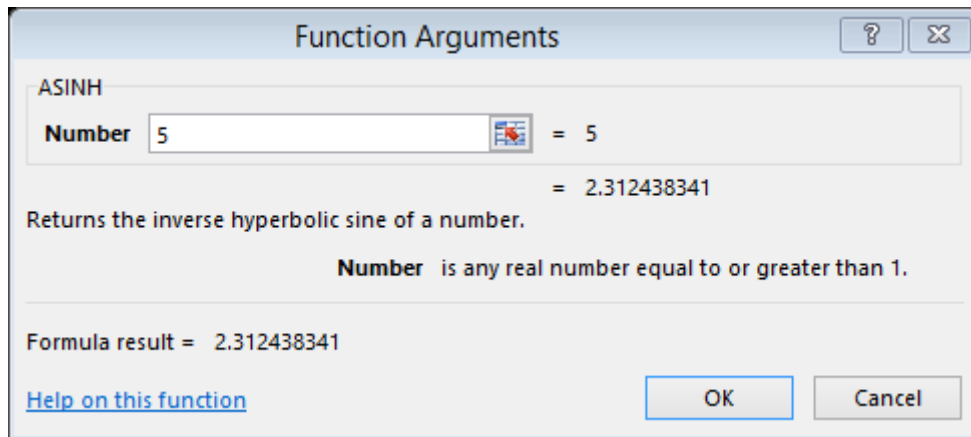 Function Arguments
ASINH
Number 5 = 5
= 2.312438341
Returns the inverse hyperbolic sine of a number.
Number is any real number equal to or greater than 1.
Formula result = 2.312438341
Help on this function OK Cancel